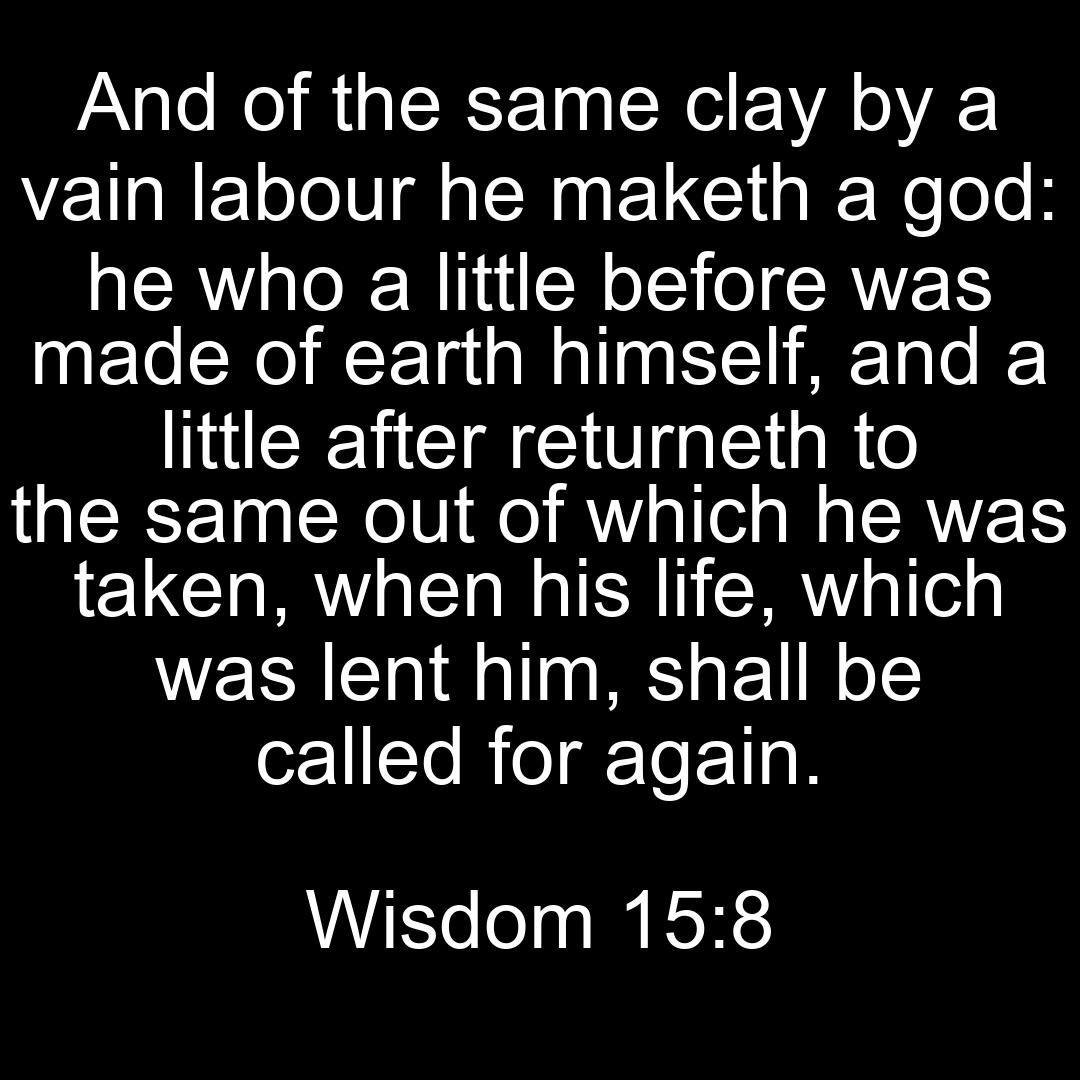 And of the same clay by a
vain labour he maketh a god:
he who a little before was
made of earth himself, and a
little after returneth to
the same out of which he was
taken, when his life, which
was lent him, shall be
called for again.
Wisdom 15:8